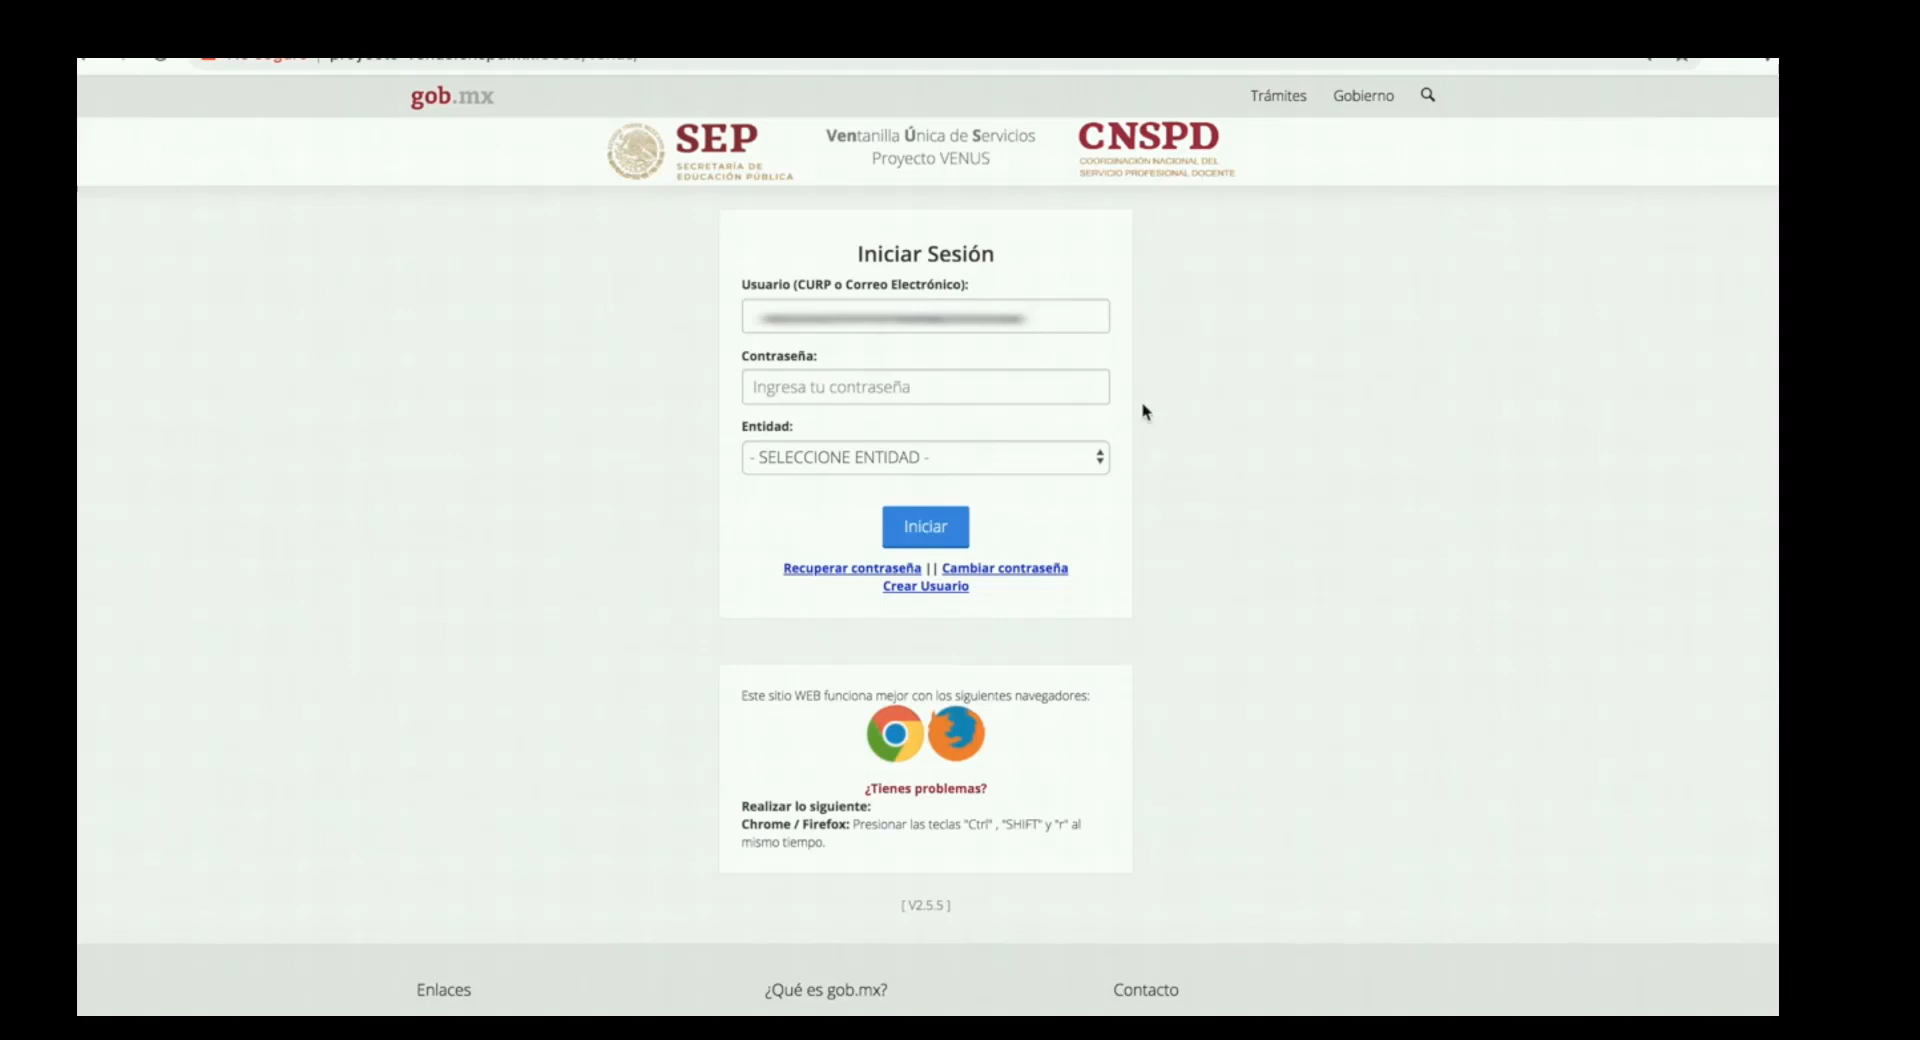 gob.mx
Trámites
Gobierno
SEP
SECRETARÍA DE
EDUCACIÓN PÚBLICA
Ventanilla Única de Servicios
Proyecto VENUS
CNSPD
COORDINACIÓN NACIONAL DEL
SERVICIO PROFESIONAL DOCENTE
Iniciar Sesión
Usuario (CURP o Correo Electrónico):
Contraseña:
Ingresa tu contraseña
Entidad:
- SELECCIONE ENTIDAD -
Iniciar
Recuperar contraseña || Cambiar contraseña
Crear Usuario
Este sitio WEB funciona mejor con los siguientes navegadores:
¿Tienes problemas?
Realizar lo siguiente:
Chrome / Firefox: Presionar las teclas "Ctrl" , "SHIFT" y "r" al
mismo tiempo.
[ V2.5.5 ]
Enlaces
¿Qué es gob.mx?
Contacto